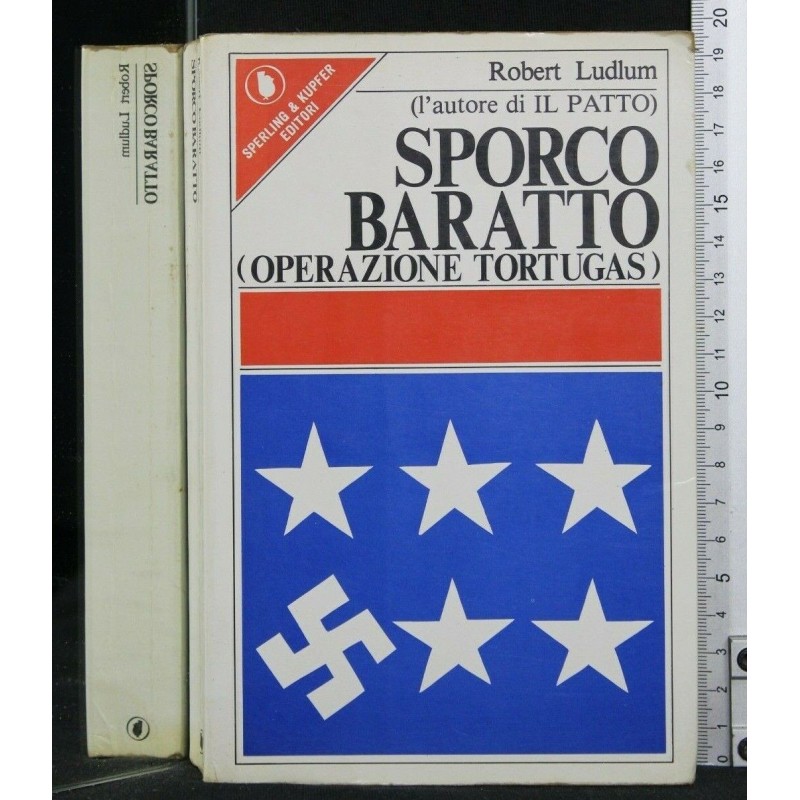 SPERLING & KUPFER
EDITORI
Robert Ludlum
(l'autore di IL PATTO)
SPORCO
BARATTO
(OPERAZIONE TORTUGAS)
SPORCO BARATTO
Robert Ludlum
SPORCO BARATTO
20
19
18
17
16
15
14
13
12
11
10
9
8
7
6
5
4
3
2
1
0